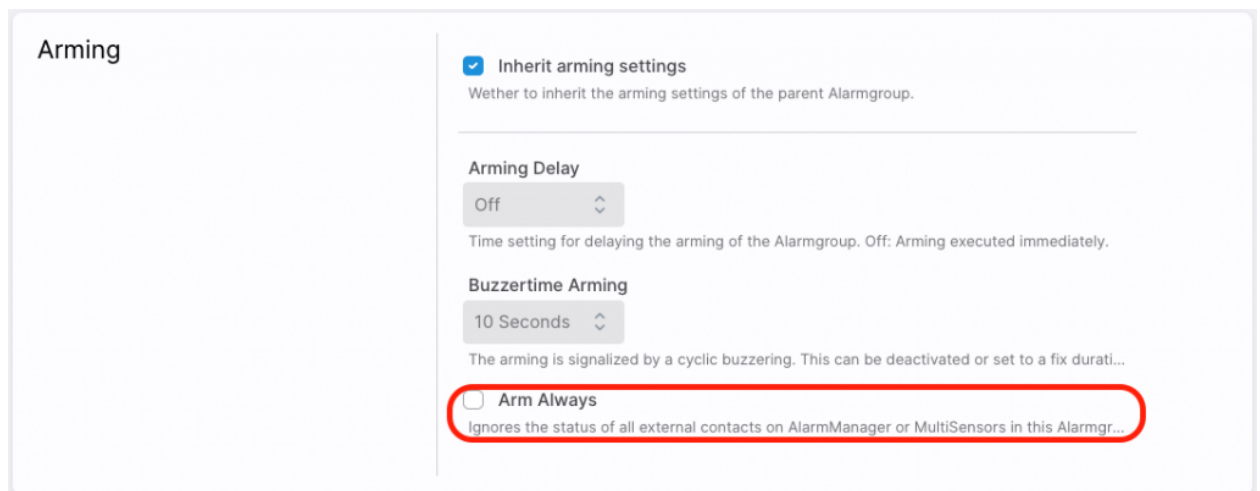 Arming
Inherit arming settings
Wether to inherit the arming settings of the parent Alarmgroup.
Arming Delay
Off
Time setting for delaying the arming of the Alarmgroup. Off: Arming executed immediately.
Buzzertime Arming
10 Seconds
The arming is signalized by a cyclic buzzering. This can be deactivated or set to a fix durati...
Arm Always
Ignores the status of all external contacts on AlarmManager or MultiSensors in this Alarmgr...